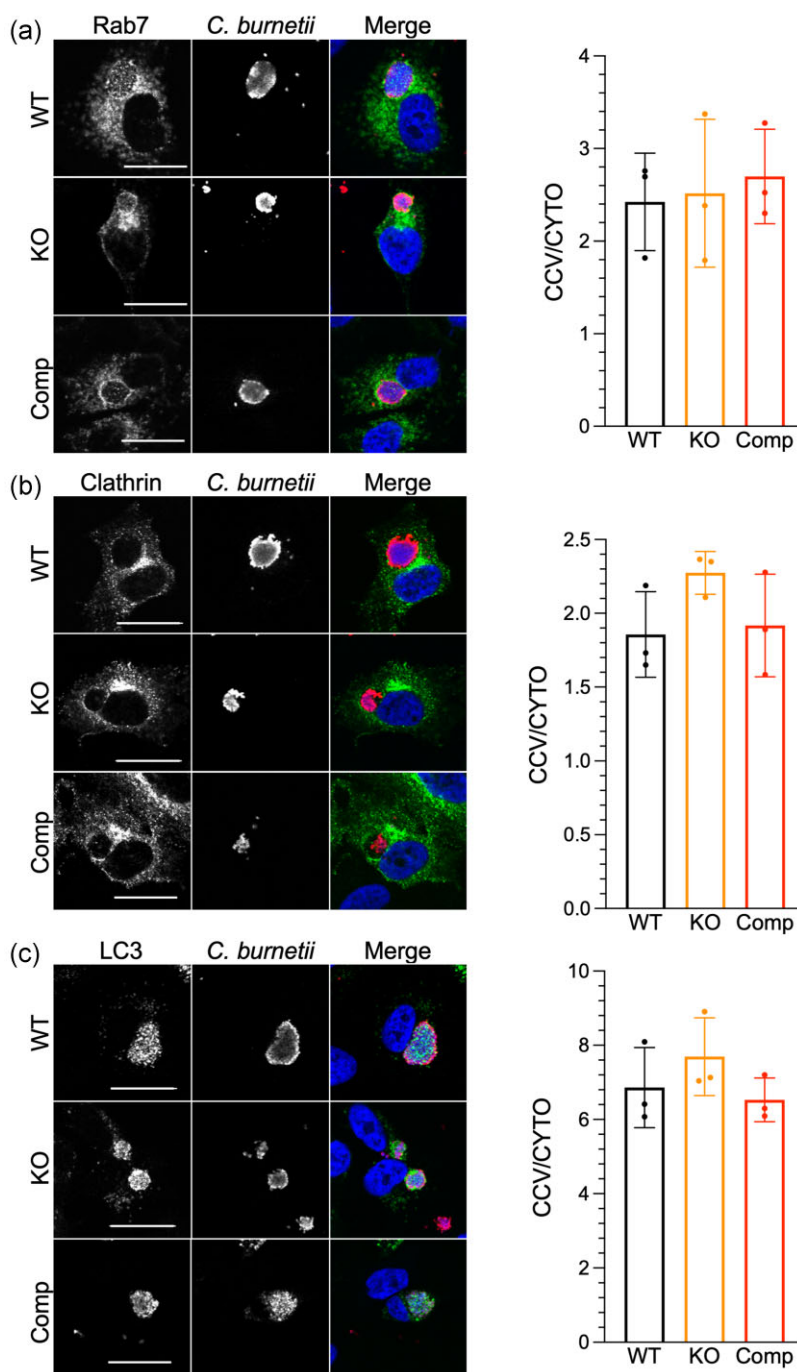 (a)
Rab7 C. burnetii Merge
WT
KO
Comp
CCV/CYTO
4
3
2
1
0
WT KO Comp
(b)
Clathrin C. burnetii Merge
WT
KO
Comp
CCV/CYTO
2.5
2.0
1.5
1.0
0.5
0.0
WT KO Comp
(c)
LC3 C. burnetii Merge
WT
KO
Comp
CCV/CYTO
10
8
6
4
2
0
WT KO Comp